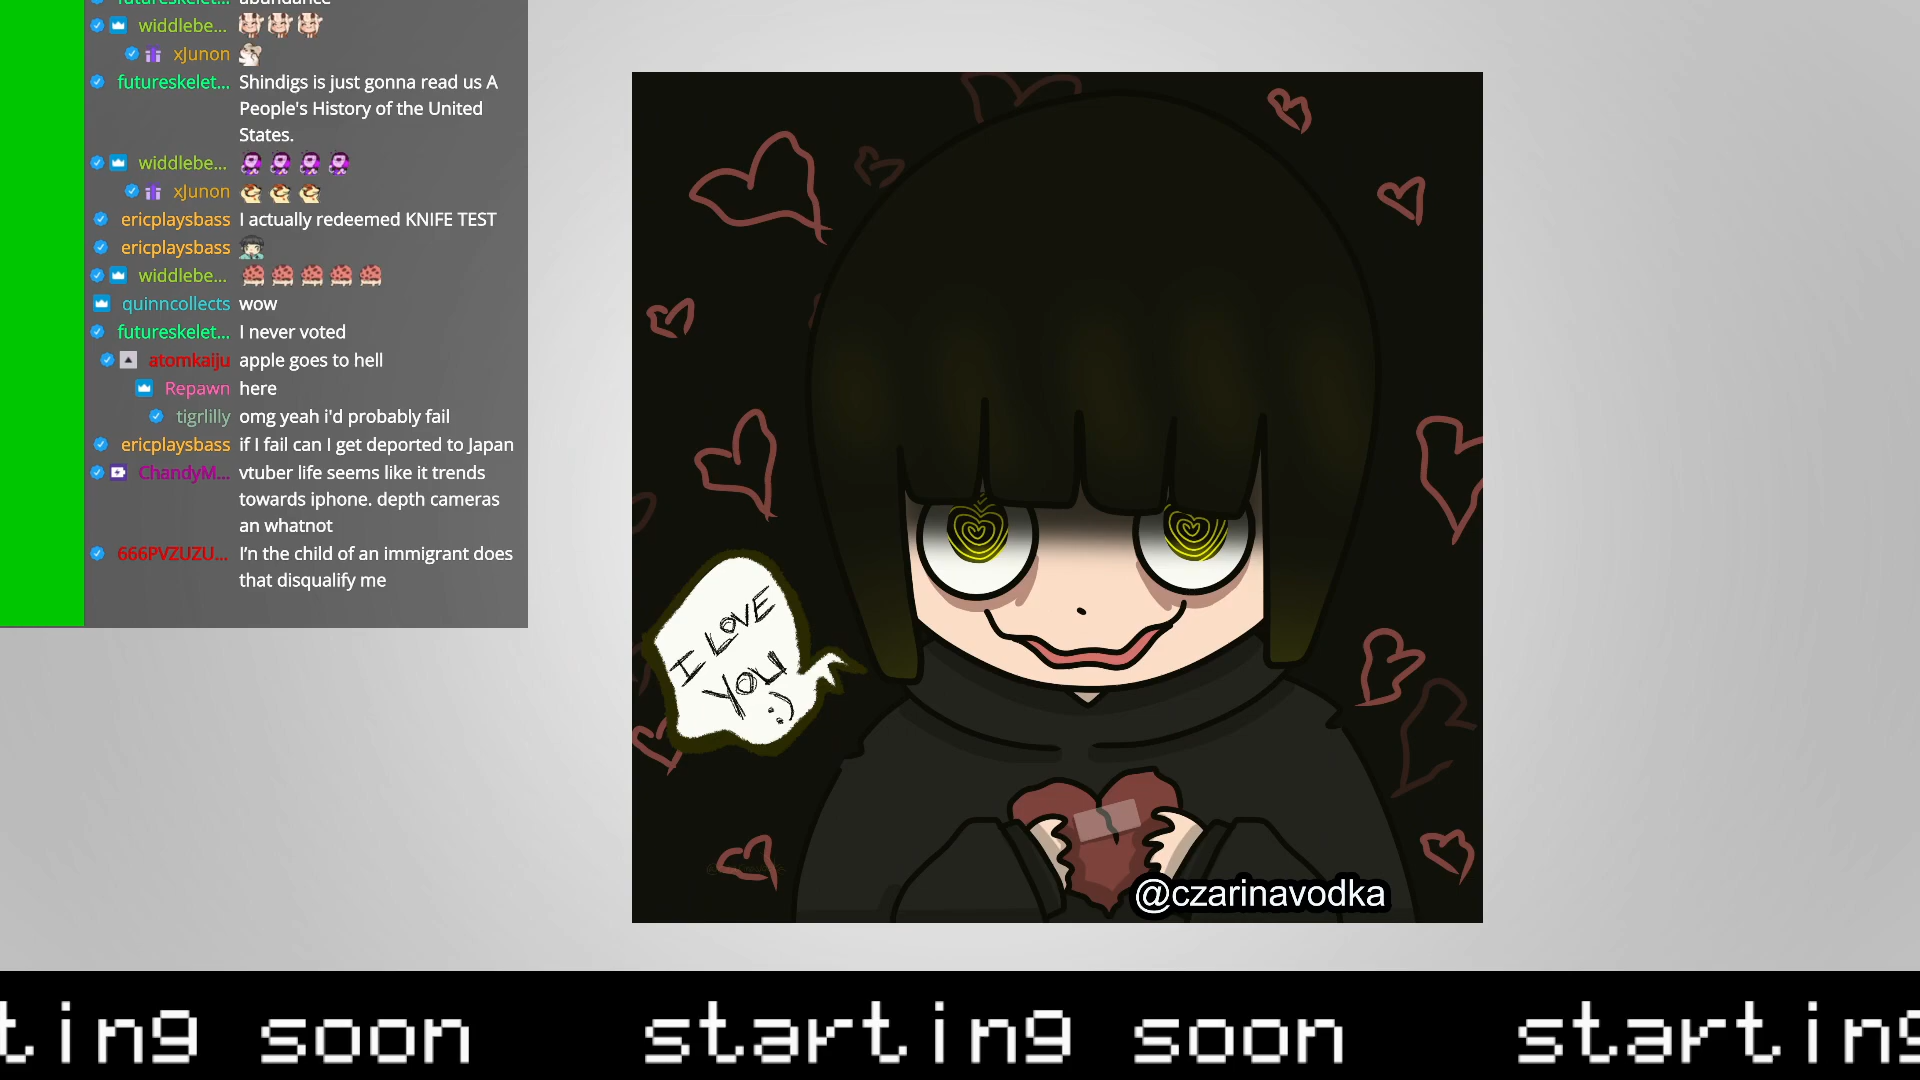 futureskelet... abundance
widdlebe...
xJunon
futureskelet... Shindigs is just gonna read us A
People's History of the United
States.
widdlebe...
xJunon
ericplaysbass I actually redeemed KNIFE TEST
ericplaysbass
widdlebe...
quinncollects wow
futureskelet... I never voted
atomkaiju apple goes to hell
Repawn here
tigrlilly omg yeah i'd probably fail
ericplaysbass if I fail can I get deported to Japan
ChandyM... vtuber life seems like it trends
towards iphone. depth cameras
an whatnot
666PVZUZU... I'n the child of an immigrant does
that disqualify me
I LOVE
YOU!
:)
@czarinavodka
ting soon starting soon starting